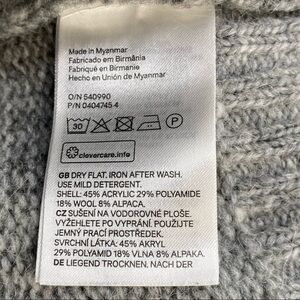 Made in Myanmar
Fabricado em Birmânia
Fabriqué en Birmanie
Hecho en Unión de Myanmar
O/N 540990
P/N 0404745 4
30
P
clevercare.info
GB DRY FLAT. IRON AFTER WASH.
USE MILD DETERGENT.
SHELL: 45% ACRYLIC 29% POLYAMIDE
18% WOOL 8% ALPACA.
CZ SUŠENÍ NA VODOROVNÉ PLOŠE.
VYŽEHLETE PO VYPRÁNÍ. POUŽIJTE
JEMNÝ PRACÍ PROSTŘEDEK.
SVRCHNÍ LÁTKA: 45% AKRYL
29% POLYAMID 18% VLNA 8% ALPAKA.
DE LIEGEND TROCKNEN. NACH DER